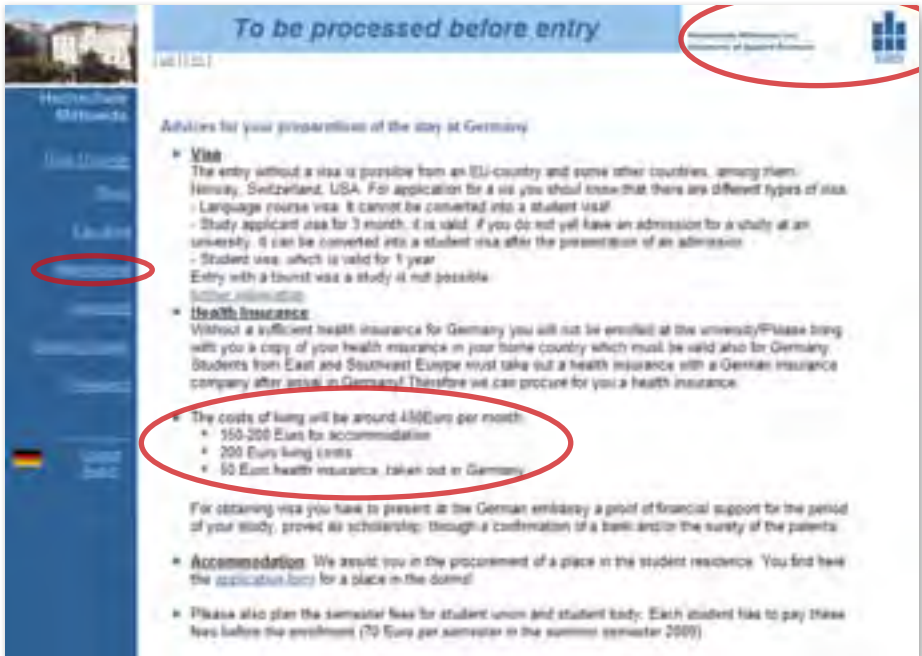 To be processed before entry
Hochschule
Mittweida
Advices for your preparations of the stay at Germany
Visa
The entry without a visa is possible from an EU-country and some other countries, among them:
Norway, Switzerland, USA. For application for a vis you shoul know that there are different types of visa:
- Language course visa. It cannot be converted into a student visa!
- Study applicant visa for 3 month, it is valid, if you do not yet have an admission for a study at an
university. It can be converted into a student visa after the presentation of an admission
- Student visa, which is valid for 1 year
Entry with a tourist visa a study is not possible.
further information
Health Insurance
Without a sufficient health insurance for Germany you will not be enrolled at the university!Please bring
with you a copy of your health insurance in your home country which must be valid also for Germany.
Students from East and Southwest Europe must take out a health insurance with a German insurance
company after arrival in Germany! Therefore we can procure for you a health insurance.
The costs of living will be around 450Euro per month:
150-200 Euro for accommodation
200 Euro living costs
50 Euro health insurance, taken out in Germany
For obtaining visa you have to present at the German embassy a proof of financial support for the period
of your study, proved as scholarship, through a confirmation of a bank and/or the surety of the parents.
Accommodation: We assist you in the procurement of a place in the student residence. You find here
the application form for a place in the dorms!
Please also plan the semester fees for student union and student body. Each student has to pay these
fees before the enrollment (70 Euro per semester in the summer semester 2009)